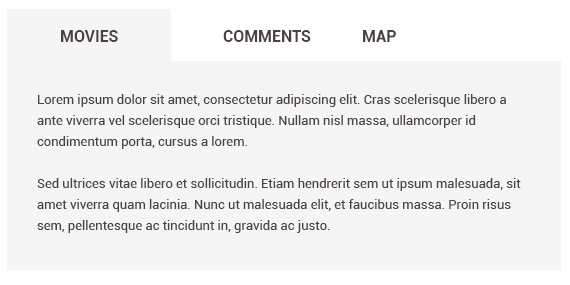 MOVIES COMMENTS MAP
Lorem ipsum dolor sit amet, consectetur adipiscing elit. Cras scelerisque libero a
ante viverra vel scelerisque orci tristique. Nullam nisl massa, ullamcorper id
condimentum porta, cursus a lorem.
Sed ultrices vitae libero et sollicitudin. Etiam hendrerit sem ut ipsum malesuada, sit
amet viverra quam lacinia. Nunc ut malesuada elit, et faucibus massa. Proin risus
sem, pellentesque ac tincidunt in, gravida ac justo.